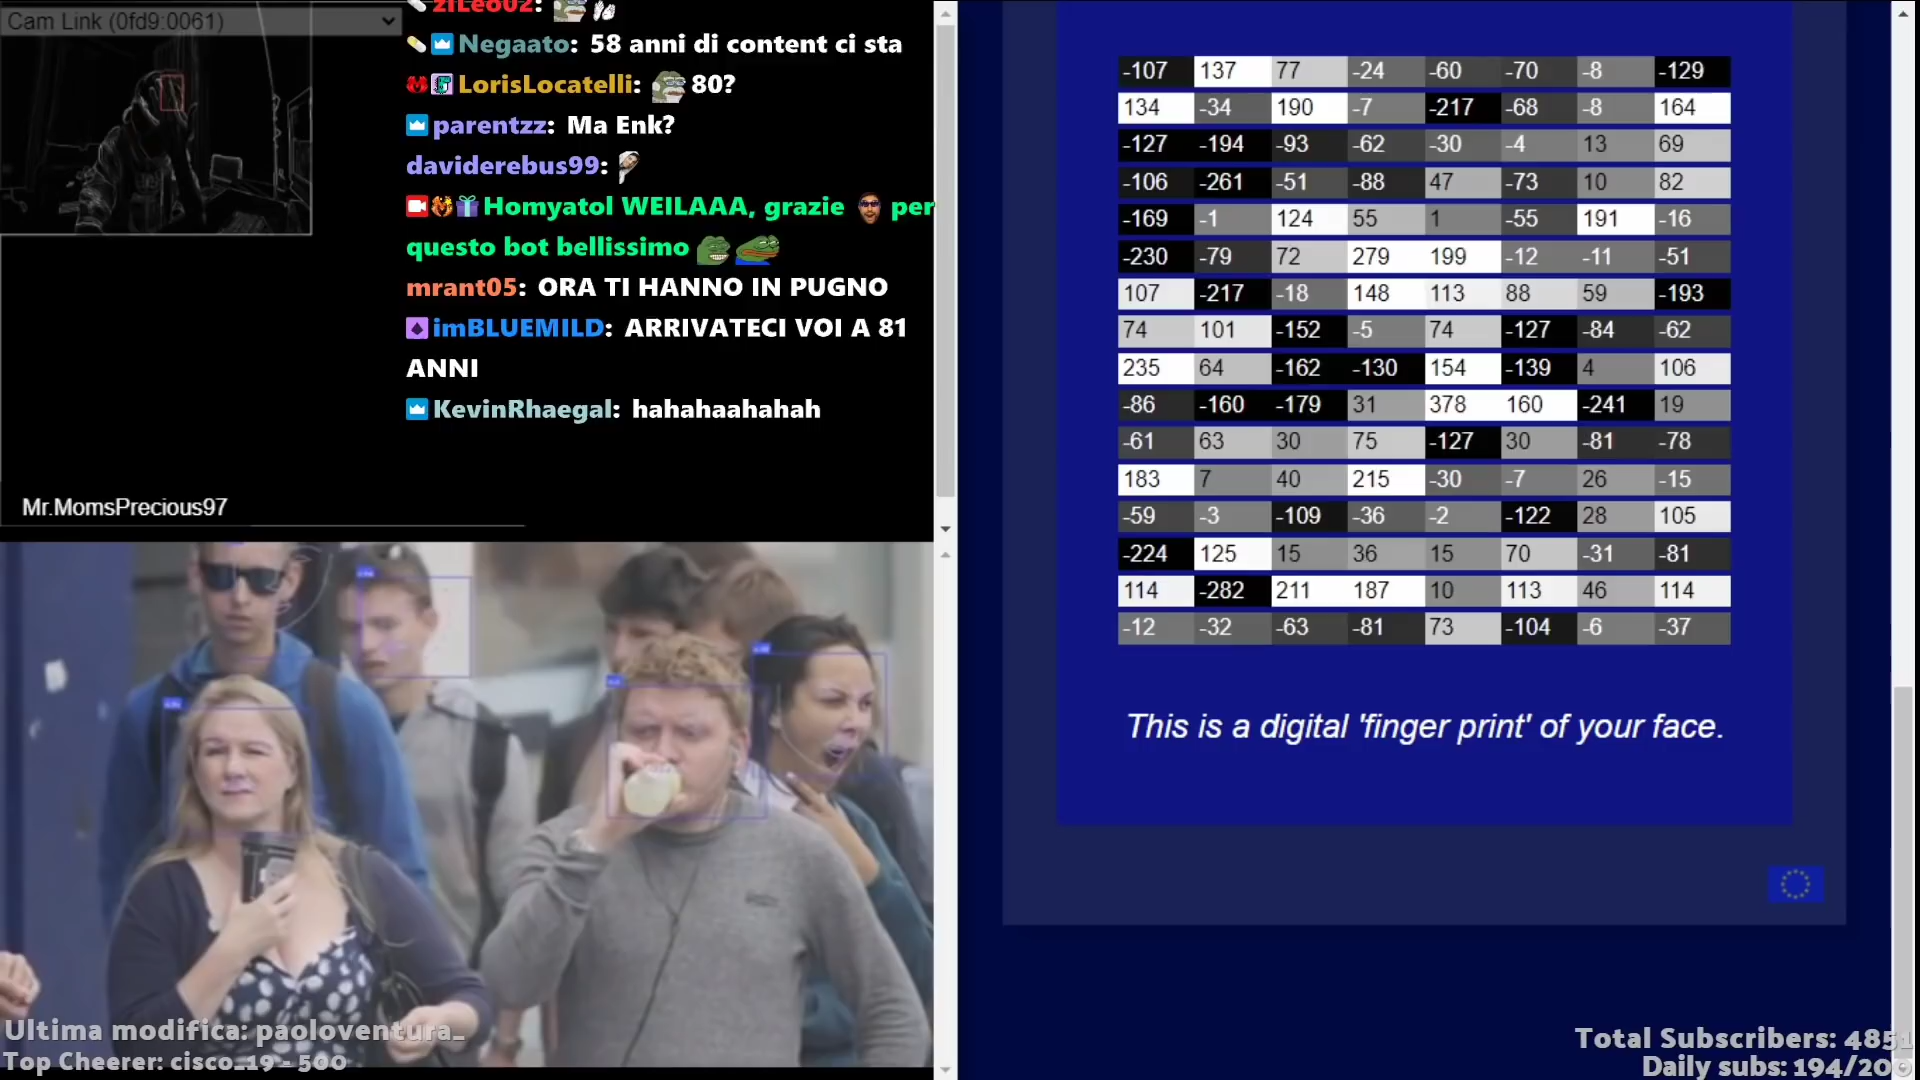 Cam Link (0fd9:0061)
ziLeo02:
Negaato: 58 anni di content ci sta
LorisLocatelli: 80?
parentzz: Ma Enk?
daviderebus99:
Homyatol WEILAAA, grazie per
questo bot bellissimo
mrant05: ORA TI HANNO IN PUGNO
imBLUEMILD: ARRIVATECI VOI A 81
ANNI
KevinRhaegal: hahahaahahah
Mr.MomsPrecious97
-107 137 77 -24 -60 -70 -8 -129
134 -34 190 -7 -217 -68 -8 164
-127 -194 -93 -62 -30 -4 13 69
-106 -261 -51 -88 47 -73 10 82
-169 -1 124 55 1 -55 191 -16
-230 -79 72 279 199 -12 -11 -51
107 -217 -18 148 113 88 59 -193
74 101 -152 -5 74 -127 -84 -62
235 64 -162 -130 154 -139 4 106
-86 -160 -179 31 378 160 -241 19
-61 63 30 75 -127 30 -81 -78
183 7 40 215 -30 -7 26 -15
-59 -3 -109 -36 -2 -122 28 105
-224 125 15 36 15 70 -31 -81
114 -282 211 187 10 113 46 114
-12 -32 -63 -81 73 -104 -6 -37
This is a digital 'finger print' of your face.
Ultima modifica: paoloventura_
Top Cheerer: cisco_19 - 500
Total Subscribers: 4851
Daily subs: 194/200